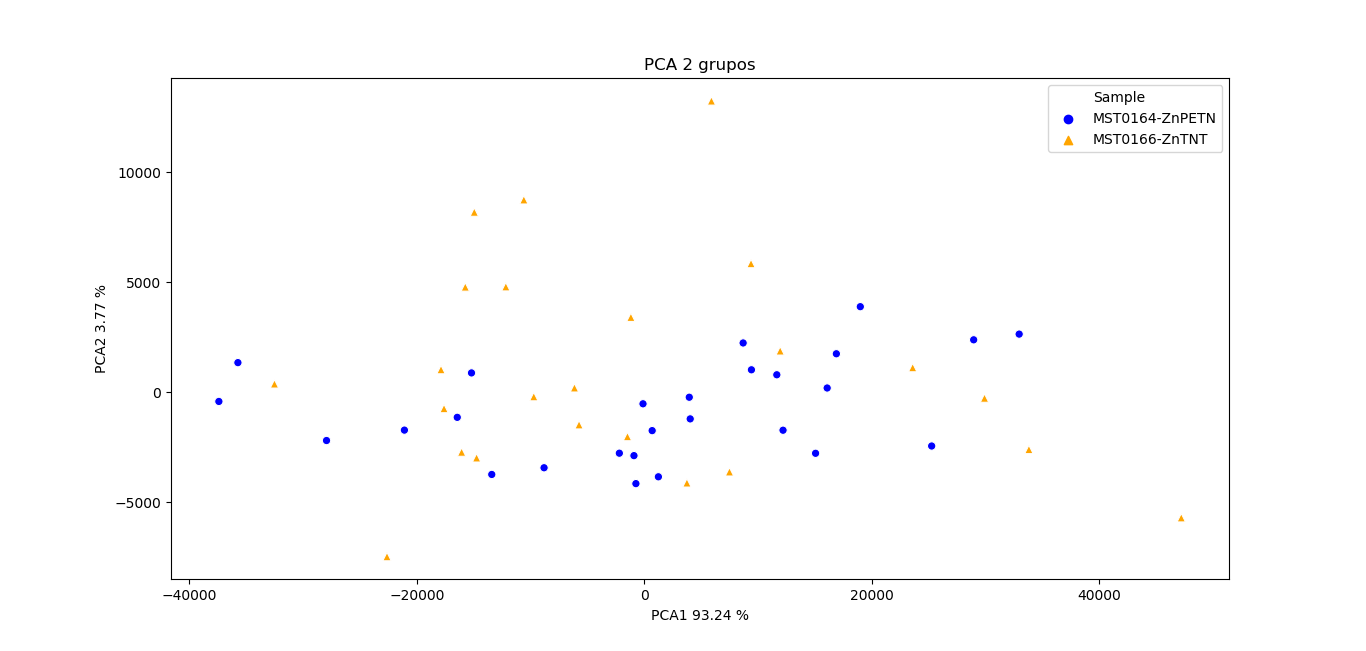 PCA 2 grupos
Sample
MST0164-ZnPETN
MST0166-ZnTNT
10000
5000
0
−5000
PCA2 3.77 %
−40000
−20000
0
20000
40000
PCA1 93.24 %